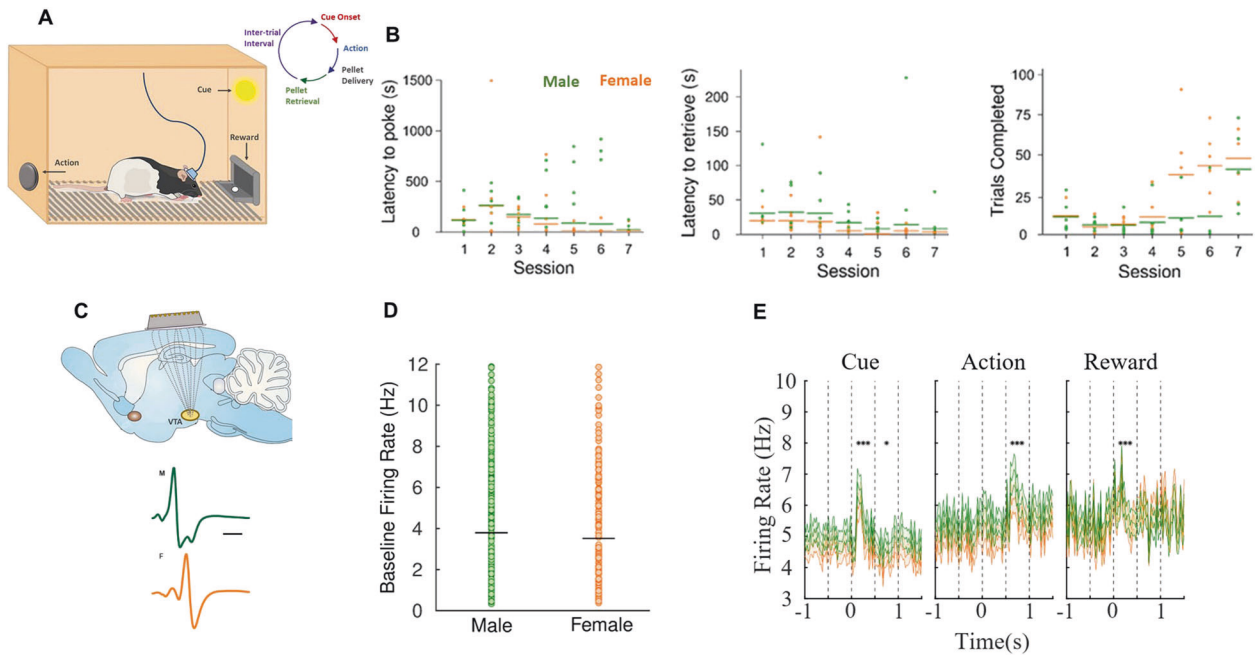 A
Cue Onset
Inter-trial
Interval
Action
Pellet
Delivery
Pellet
Retrieval
Cue
Reward
Action
B
Male Female
Latency to poke (s)
1500
1000
500
0
1 2 3 4 5 6 7
Session
Latency to retrieve (s)
200
150
100
50
0
1 2 3 4 5 6 7
Session
Trials Completed
100
75
50
25
0
1 2 3 4 5 6 7
Session
C
VTA
M
F
D
Baseline Firing Rate (Hz)
12
10
8
6
4
2
0
Male Female
E
Cue Action Reward
Firing Rate (Hz)
10
9
8
7
6
5
4
3
*** * *** ***
-1 0 1 -1 0 1 -1 0 1
Time(s)